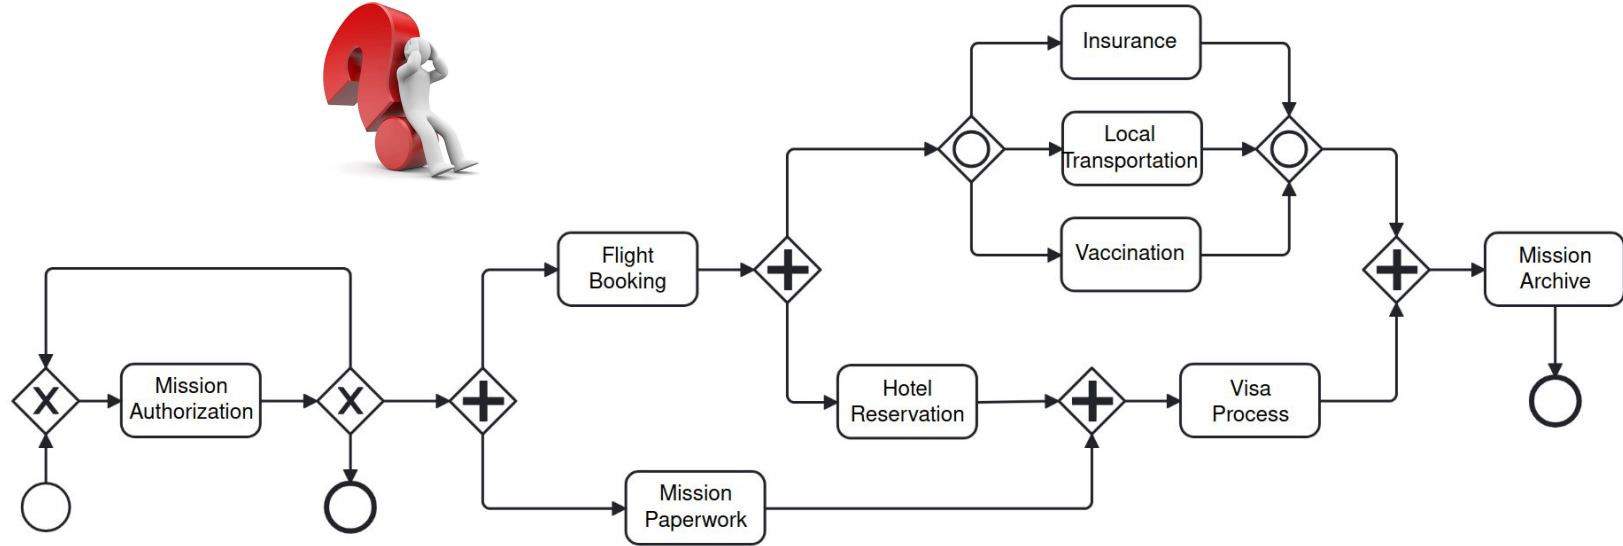 Insurance
Local
Transportation
Vaccination
Flight
Booking
Mission
Archive
Mission
Authorization
Hotel
Reservation
Visa
Process
Mission
Paperwork